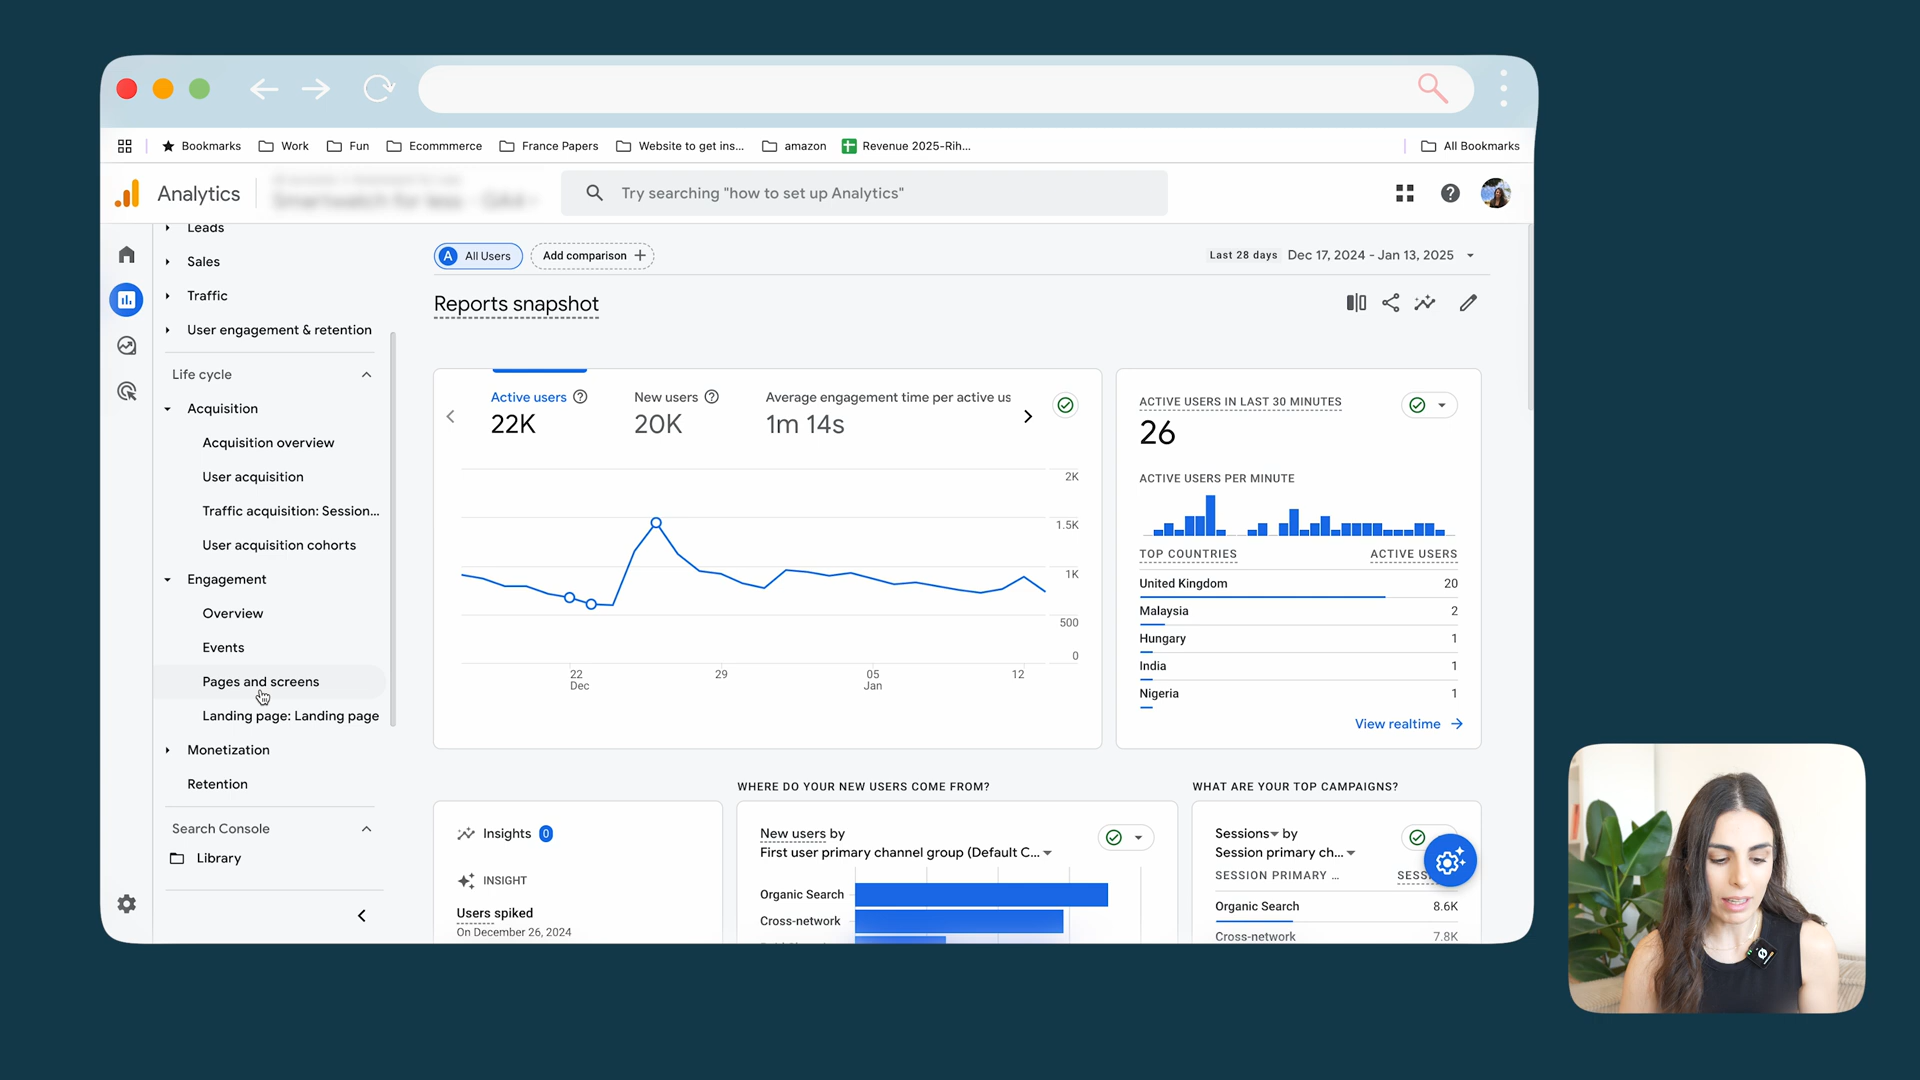 Bookmarks
Work
Fun
Ecommmerce
France Papers
Website to get ins...
amazon
Revenue 2025-Rih...
All Bookmarks
Analytics
Try searching "how to set up Analytics"
Leads
Sales
Traffic
User engagement & retention
Life cycle
Acquisition
Acquisition overview
User acquisition
Traffic acquisition: Session...
User acquisition cohorts
Engagement
Overview
Events
Pages and screens
Landing page: Landing page
Monetization
Retention
Search Console
Library
A All Users
Add comparison +
Last 28 days Dec 17, 2024 - Jan 13, 2025
Reports snapshot
Active users
22K
New users
20K
Average engagement time per active us
1m 14s
2K
1.5K
1K
500
0
22
Dec
29
05
Jan
12
ACTIVE USERS IN LAST 30 MINUTES
26
ACTIVE USERS PER MINUTE
TOP COUNTRIES ACTIVE USERS
United Kingdom 20
Malaysia 2
Hungary 1
India 1
Nigeria 1
View realtime
Insights 0
INSIGHT
Users spiked
On December 26, 2024
WHERE DO YOUR NEW USERS COME FROM?
New users by
First user primary channel group (Default C...
Organic Search
Cross-network
WHAT ARE YOUR TOP CAMPAIGNS?
Sessions by
Session primary ch...
SESSION PRIMARY ...
Organic Search 8.6K
Cross-network 7.8K